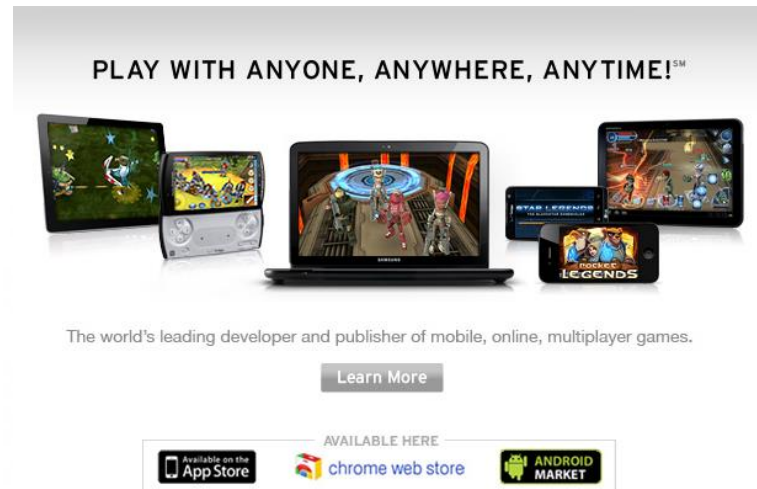 PLAY WITH ANYONE, ANYWHERE, ANYTIME!℠
SAMSUNG
STAR LEGENDS
POCKET LEGENDS
The world's leading developer and publisher of mobile, online, multiplayer games.
Learn More
AVAILABLE HERE
Available on the
App Store
chrome web store
ANDROID
MARKET